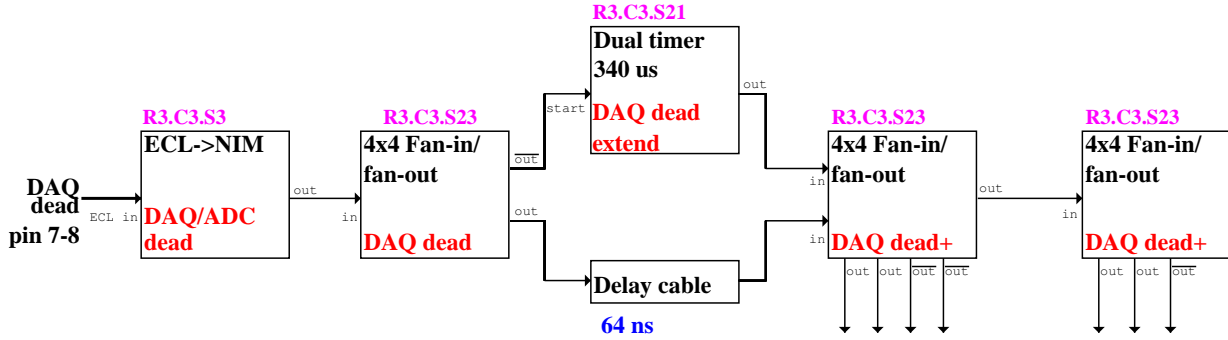 R3.C3.S21
Dual timer
340 us
DAQ dead
extend
start
out
R3.C3.S3
ECL->NIM
DAQ/ADC
dead
DAQ
dead
pin 7-8
ECL in
out
R3.C3.S23
4x4 Fan-in/
fan-out
DAQ dead
in
out
out
Delay cable
64 ns
R3.C3.S23
4x4 Fan-in/
fan-out
DAQ dead+
in
in
out
out out out out
R3.C3.S23
4x4 Fan-in/
fan-out
DAQ dead+
in
out out out